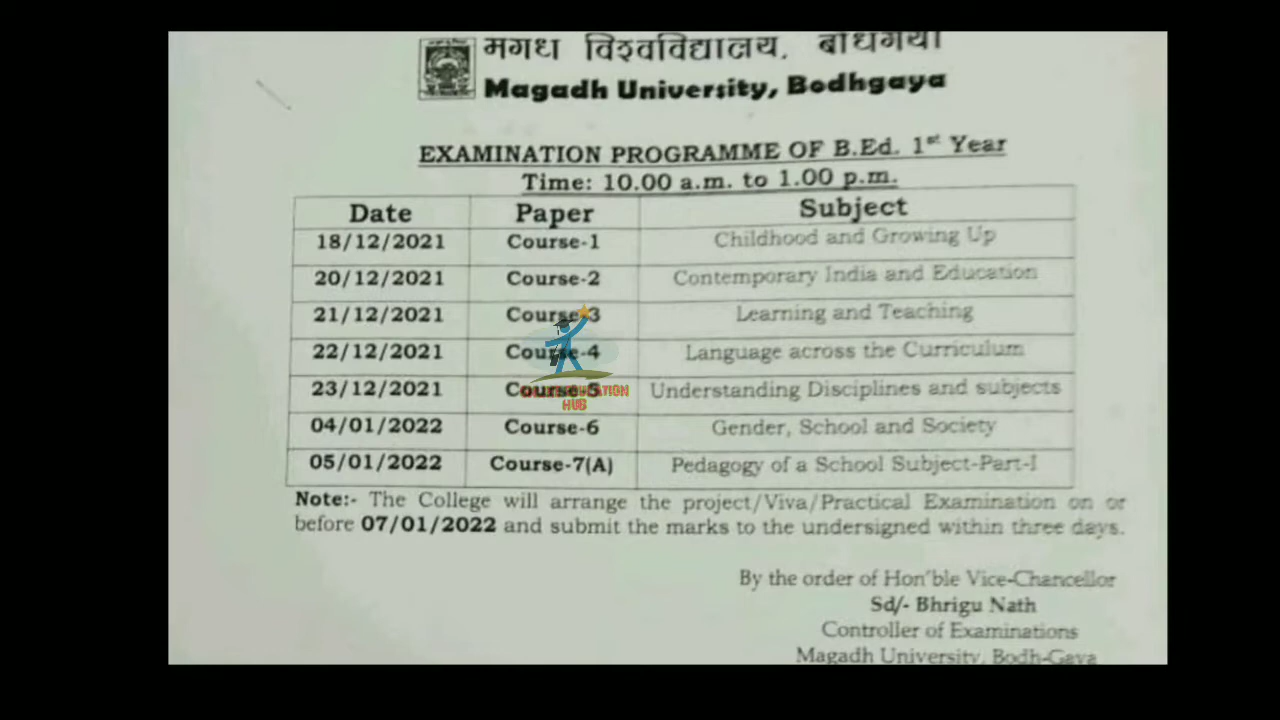 मगध विश्वविद्यालय, बोधगया
Magadh University, Bodhgaya
EXAMINATION PROGRAMME OF B.Ed. 1st Year
Time: 10.00 a.m. to 1.00 p.m.
Date Paper Subject
18/12/2021 Course-1 Childhood and Growing Up
20/12/2021 Course-2 Contemporary India and Education
21/12/2021 Course-3 Learning and Teaching
22/12/2021 Course-4 Language across the Curriculum
23/12/2021 Course-5 Understanding Disciplines and subjects
HUB
04/01/2022 Course-6 Gender, School and Society
05/01/2022 Course-7(A) Pedagogy of a School Subject-Part-I
Note:- The College will arrange the project/Viva/Practical Examination on or
before 07/01/2022 and submit the marks to the undersigned within three days.
By the order of Hon'ble Vice-Chancellor
Sd/- Bhrigu Nath
Controller of Examinations
Magadh University, Bodh-Gaya